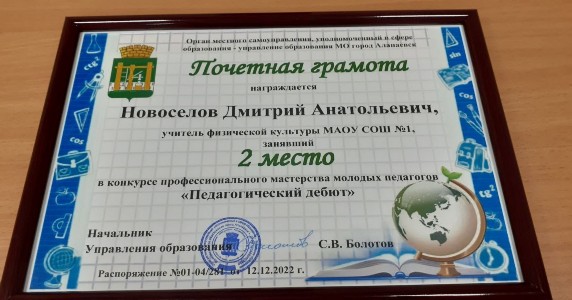 Орган местного самоуправления, уполномоченный в сфере
образования - управление образования МО город Алапаевск
Почетная грамота
награждается
Новоселов Дмитрий Анатольевич,
учитель физической культуры МАОУ СОШ №1,
занявший
2 место
в конкурсе профессионального мастерства молодых педагогов
«Педагогический дебют»
Начальник
Управления образования С.В. Болотов
Распоряжение №01-04/281 от 12.12.2022 г.